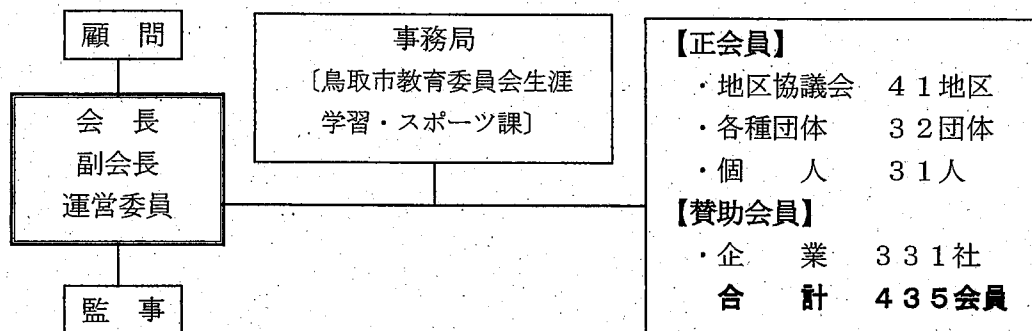 顧　問
会　長
副会長
運営委員
監　事
事務局
〔鳥取市教育委員会生涯
学習・スポーツ課〕
【正会員】
・地区協議会　４１地区
・各種団体　３２団体
・個　　人　３１人
【賛助会員】
・企　　業　３３１社
合　　計　４３５会員